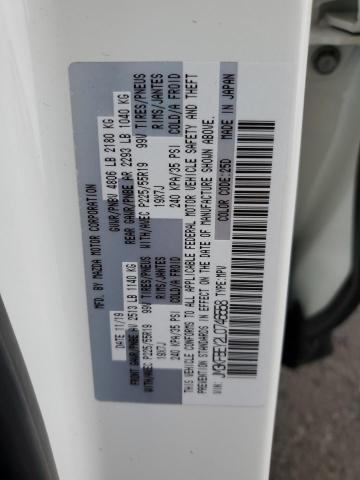 MFD. BY MAZDA MOTOR CORPORATION
DATE 11/19 GVWR/PNBV 4806 LB 2180 KG
FRONT GAWR/PNBE AV 2513 LB 1140 KG REAR GAWR/PNBE AR 2293 LB 1040 KG
WITH/AVEC P225/55R19 99V TIRES/PNEUS WITH/AVEC P225/55R19 99V TIRES/PNEUS
19X7J RIMS/JANTES 19X7J RIMS/JANTES
240 KPA/35 PSI COLD/A FROID 240 KPA/35 PSI COLD/A FROID
THIS VEHICLE CONFORMS TO ALL APPLICABLE FEDERAL MOTOR VEHICLE SAFETY AND THEFT
PREVENTION STANDARDS IN EFFECT ON THE DATE OF MANUFACTURE SHOWN ABOVE.
COLOR CODE:25D MADE IN JAPAN
VIN: TYPE:MPV